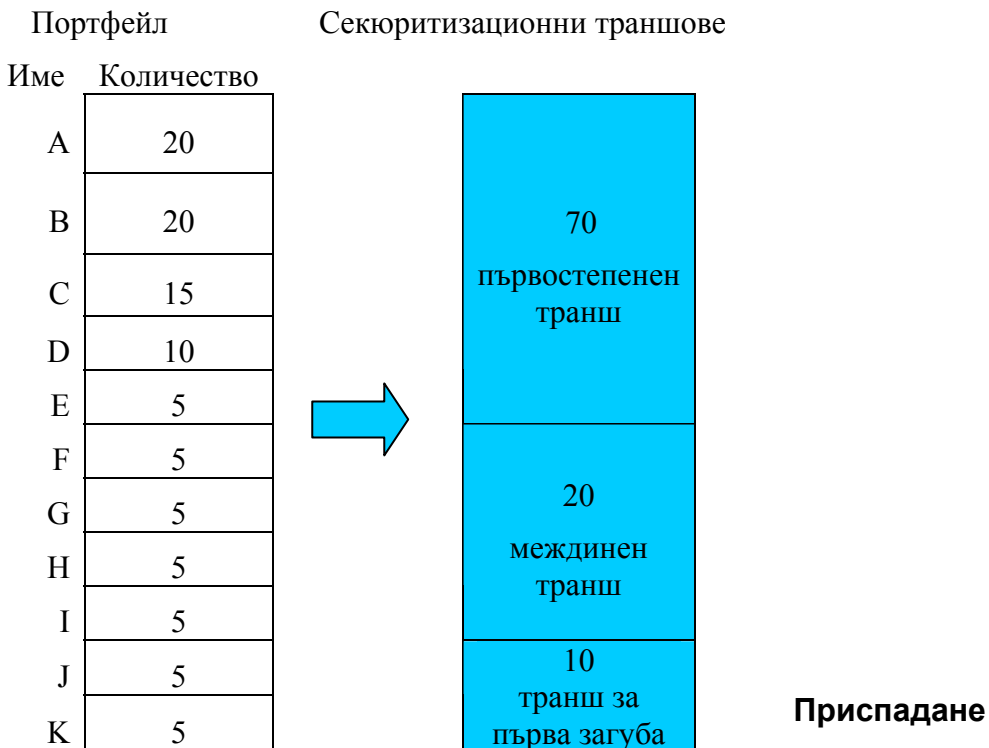 Портфейл
Секюритизационни траншове
Име Количество
A 20
B 20
C 15
D 10
E 5
F 5
G 5
H 5
I 5
J 5
K 5
70
първостепенен
транш
20
междинен
транш
10
транш за
първа загуба
Приспадане